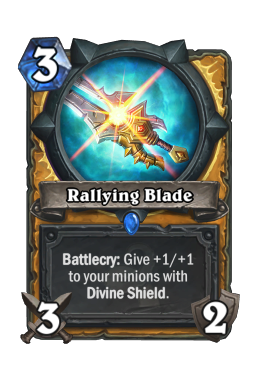 3
Rallying Blade
Battlecry: Give +1/+1
to your minions with
Divine Shield.
3 2